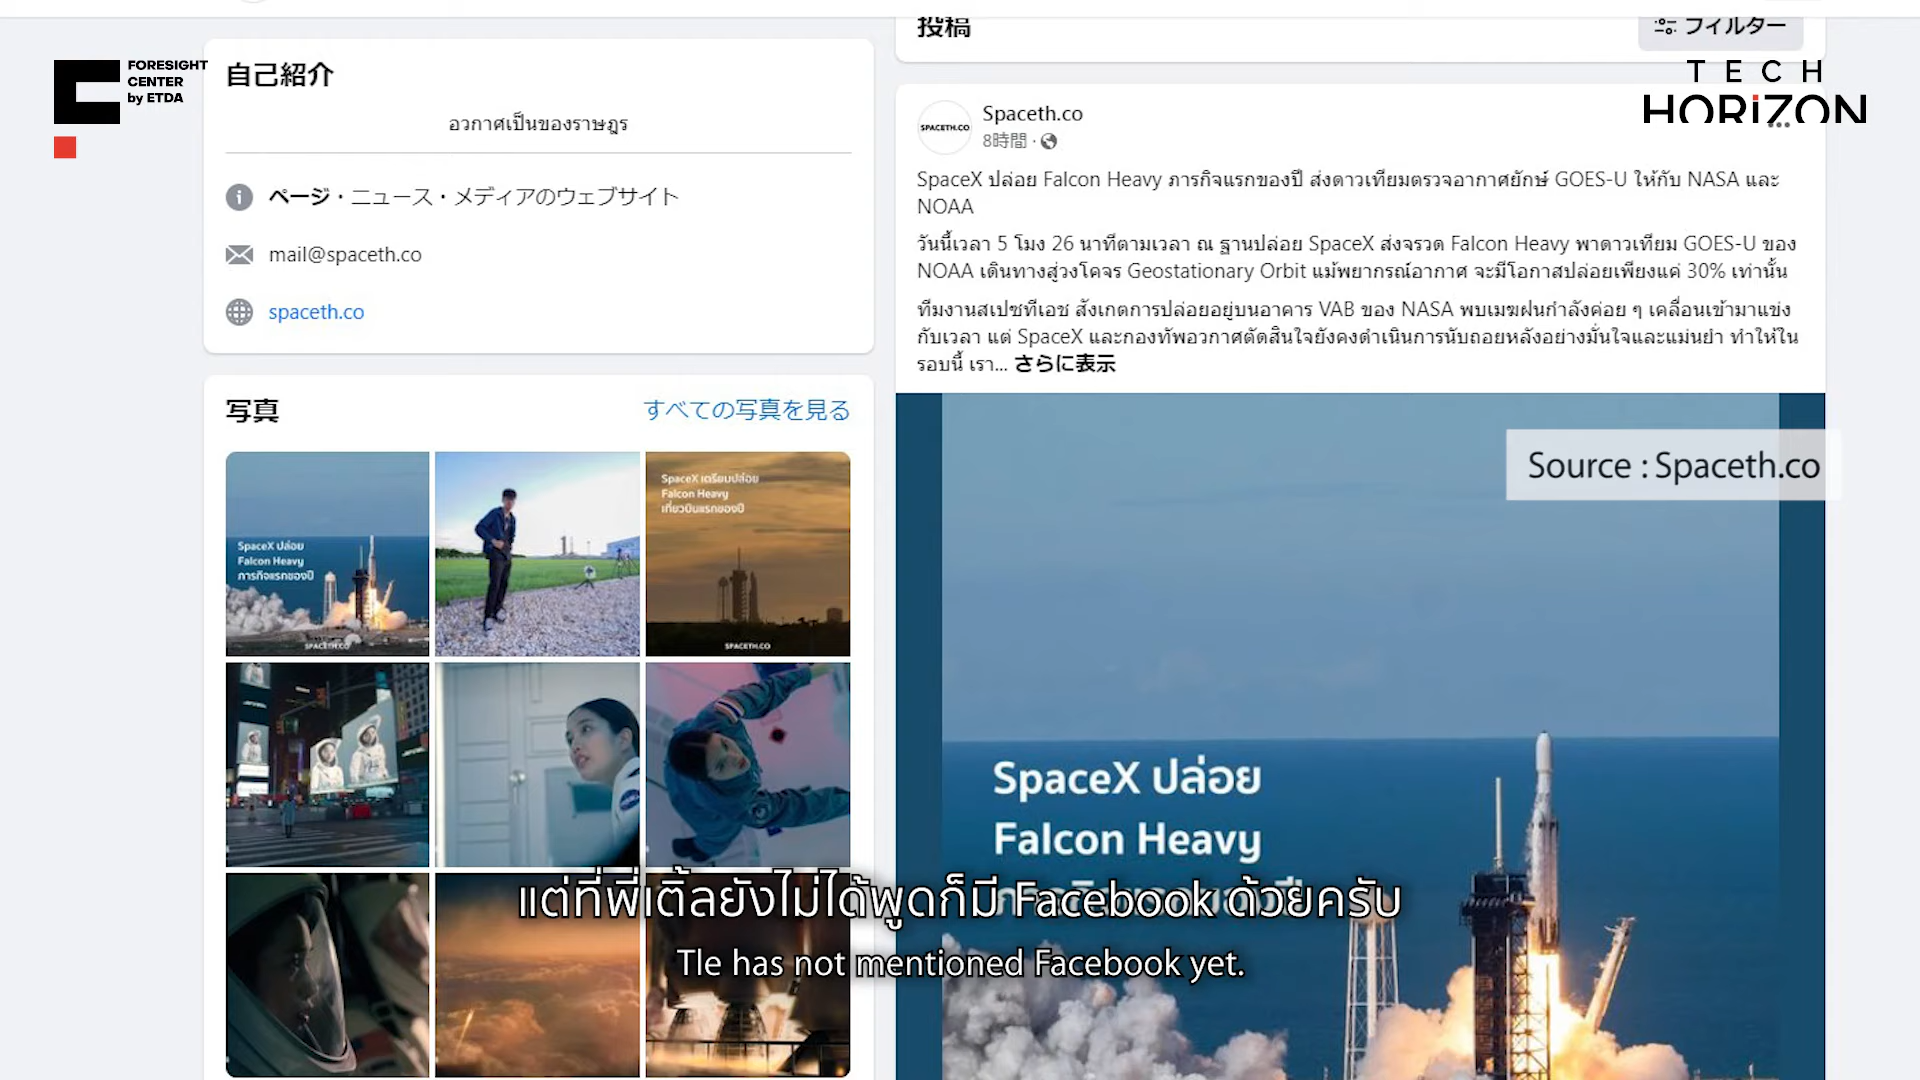 FORESIGHT
CENTER
by ETDA
TECH
HORiZON
自己紹介
อวกาศเป็นของราษฎร
ページ・ニュース・メディアのウェブサイト
mail@spaceth.co
spaceth.co
写真
すべての写真を見る
SpaceX ปล่อย
Falcon Heavy
ภารกิจแรกของปี
SPACETH.CO
SpaceX เตรียมปล่อย
Falcon Heavy
เที่ยวบินแรกของปี
SPACETH.CO
投稿
フィルター
SPACETH.CO
Spaceth.co
8時間
SpaceX ปล่อย Falcon Heavy ภารกิจแรกของปี ส่งดาวเทียมตรวจอากาศยักษ์ GOES-U ให้กับ NASA และ
NOAA
วันนี้เวลา 5 โมง 26 นาทีตามเวลา ณ ฐานปล่อย SpaceX ส่งจรวด Falcon Heavy พาดาวเทียม GOES-U ของ
NOAA เดินทางสู่วงโคจร Geostationary Orbit แม้พยากรณ์อากาศ จะมีโอกาสปล่อยเพียงแค่ 30% เท่านั้น
ทีมงานสเปซทีเอช สังเกตการปล่อยอยู่บนอาคาร VAB ของ NASA พบเมฆฝนกำลังค่อย ๆ เคลื่อนเข้ามาแข่ง
กับเวลา แต่ SpaceX และกองทัพอวกาศตัดสินใจยังคงดำเนินการนับถอยหลังอย่างมั่นใจและแม่นยำ ทำให้ใน
รอบนี้ เรา... さらに表示
Source : Spaceth.co
SpaceX ปล่อย
Falcon Heavy
แต่ที่พี่เติ้ลยังไม่ได้พูดก็มี Facebook ด้วยครับ
Tle has not mentioned Facebook yet.